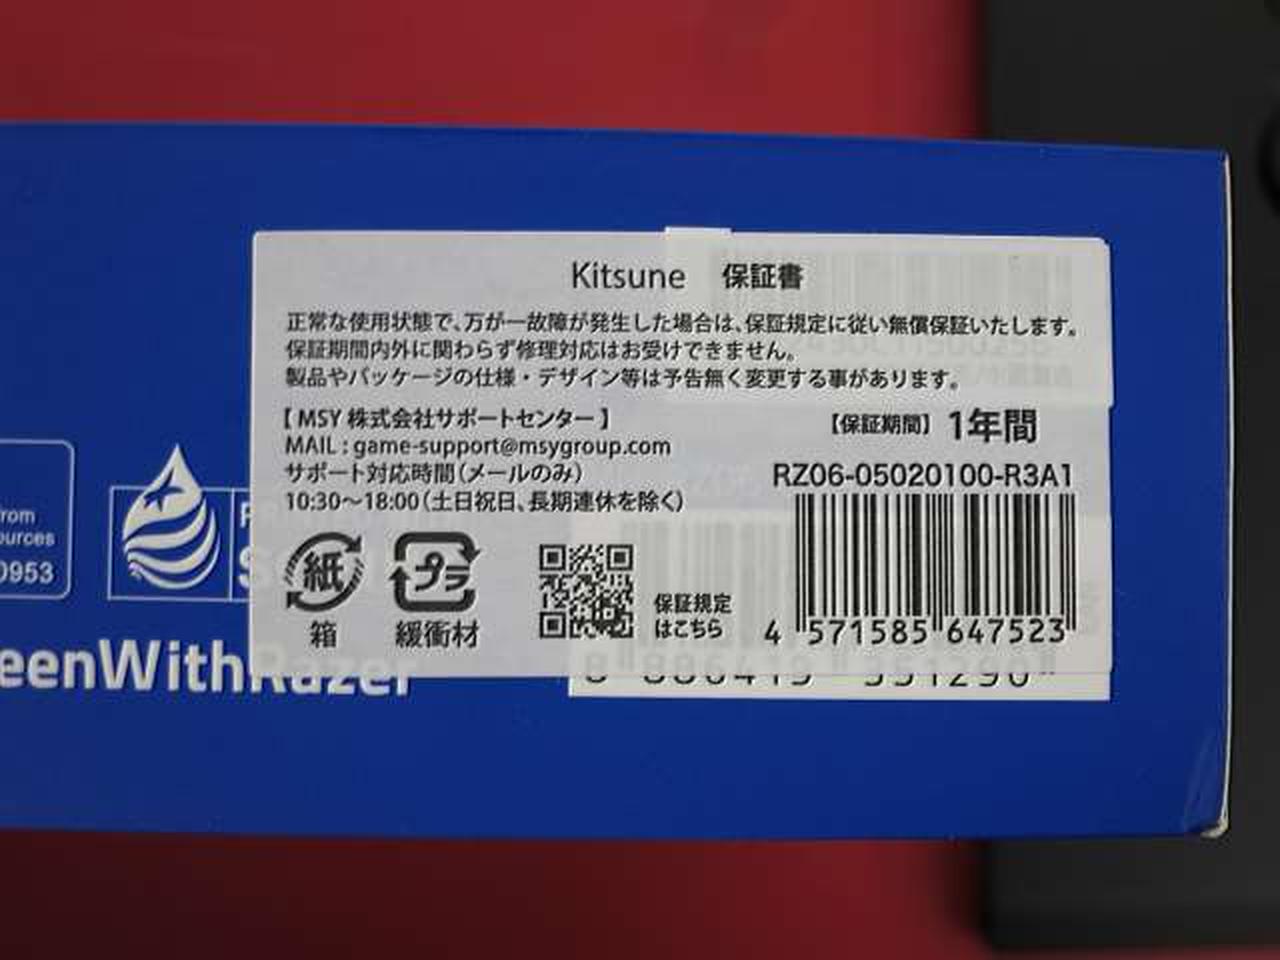 Kitsune 保証書
正常な使用状態で、万が一故障が発生した場合は、保証規定に従い無償保証いたします。
保証期間内外に関わらず修理対応はお受けできません。
製品やパッケージの仕様・デザイン等は予告無く変更する事があります。
【 MSY 株式会社サポートセンター 】
MAIL : game-support@msygroup.com
サポート対応時間(メールのみ)
10:30～18:00(土日祝日、長期連休を除く)
【保証期間】 1年間
RZ06-05020100-R3A1
4 571585 647523
紙
箱
プラ
緩衝材
保証規定
はこちら
8 886419 351290
0953
eenWithRazer